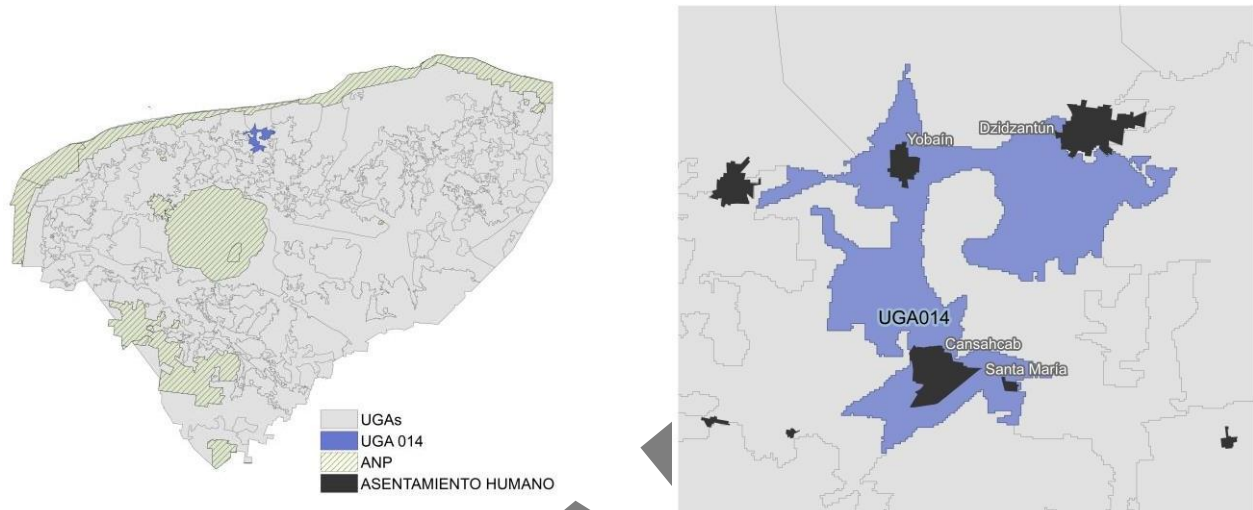 UGAs
UGA 014
ANP
ASENTAMIENTO HUMANO
Yobaín
Dzidzantún
UGA014
Cansahcab
Santa María